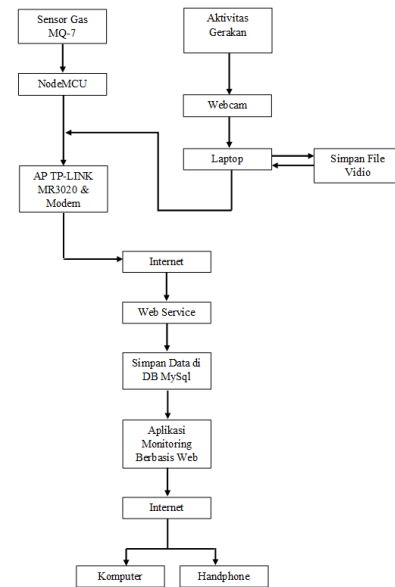 Sensor Gas
MQ-7
Aktivitas
Gerakan
NodeMCU
Webcam
Laptop
Simpan File
Vidio
AP TP-LINK
MR3020 &
Modem
Internet
Web Service
Simpan Data di
DB MySql
Aplikasi
Monitoring
Berbasis Web
Internet
Komputer
Handphone